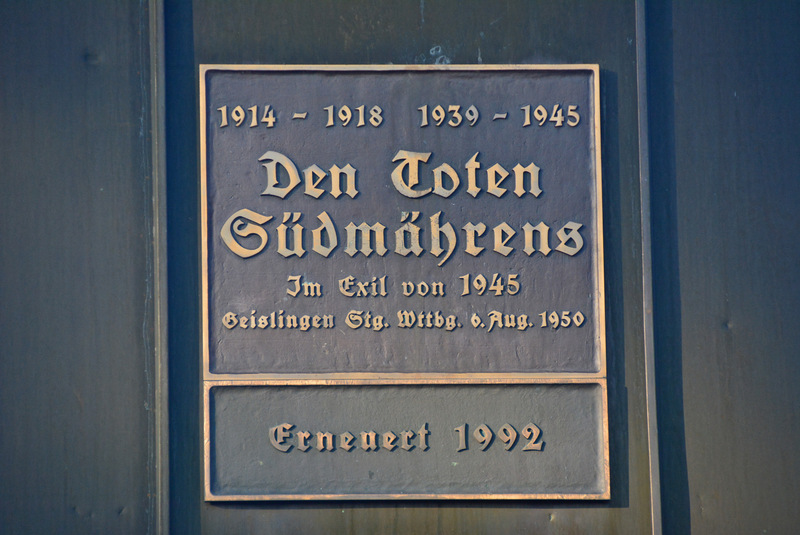 1914 - 1918 1939 - 1945
Den Toten
Südmährens
Im Exil von 1945
Geislingen Stg. Wttbg. 6. Aug. 1950
Erneuert 1992